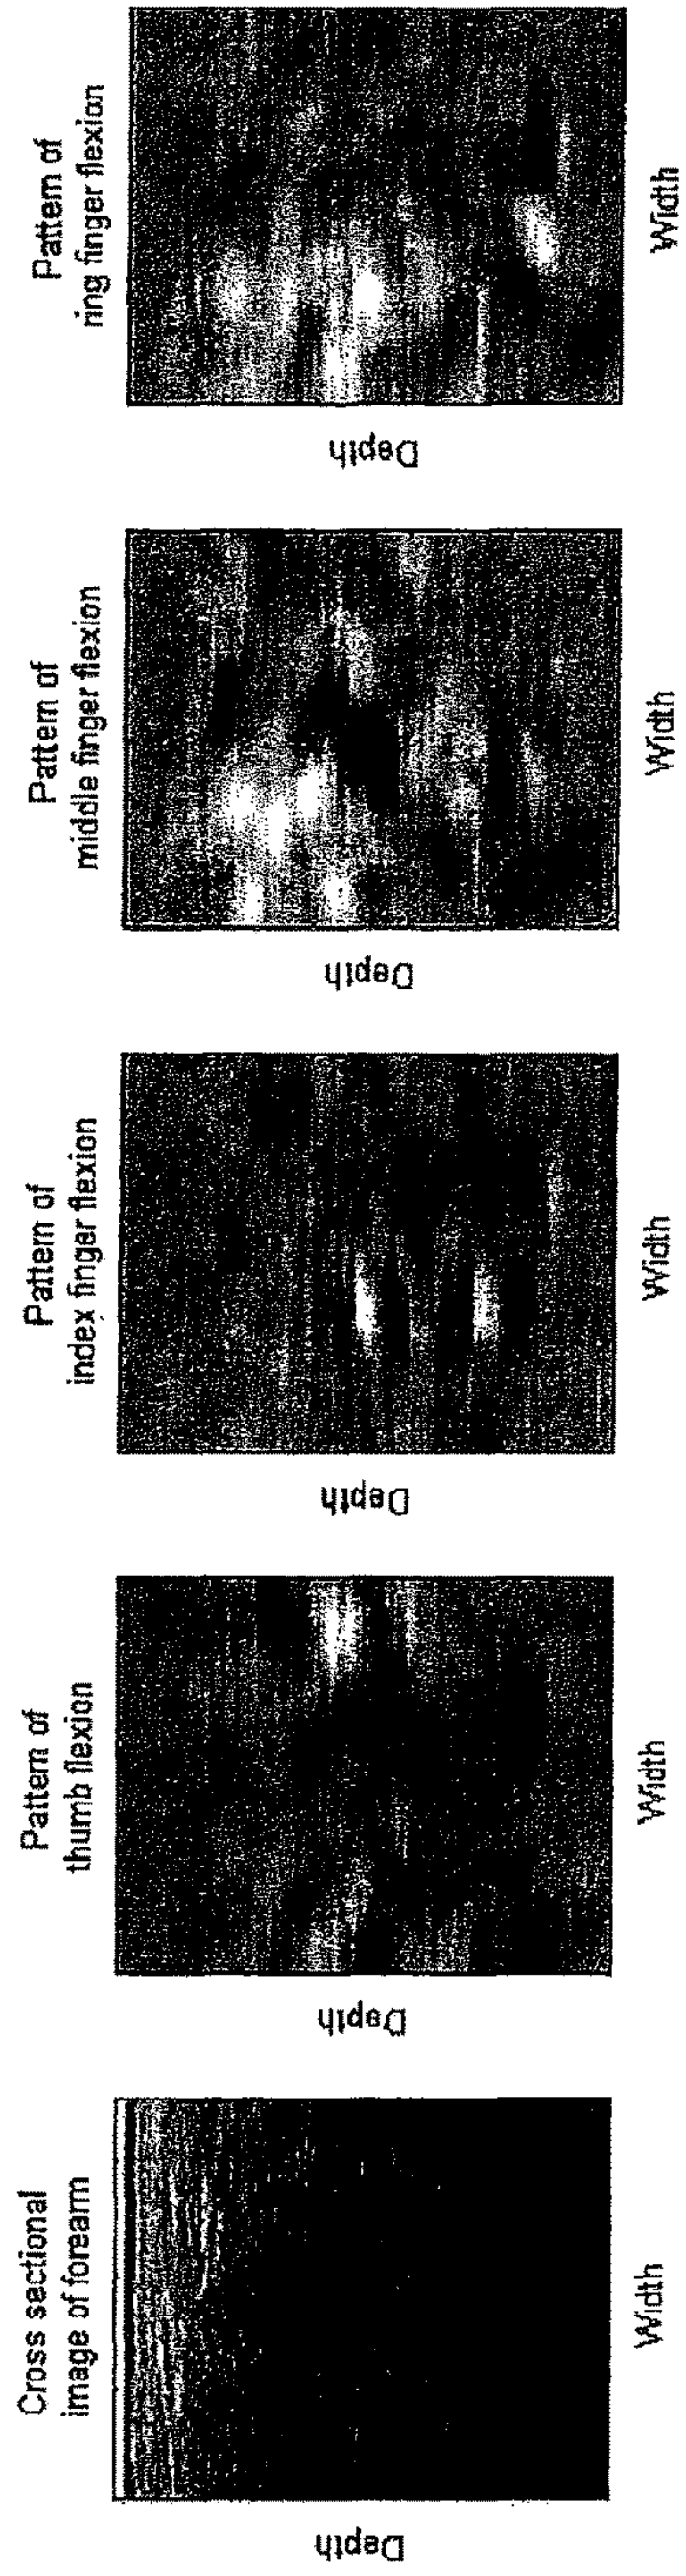 Cross sectional
image of forearm
Depth
Width
Pattern of
thumb flexion
Depth
Width
Pattern of
index finger flexion
Depth
Width
Pattern of
middle finger flexion
Depth
Width
Pattern of
ring finger flexion
Depth
Width